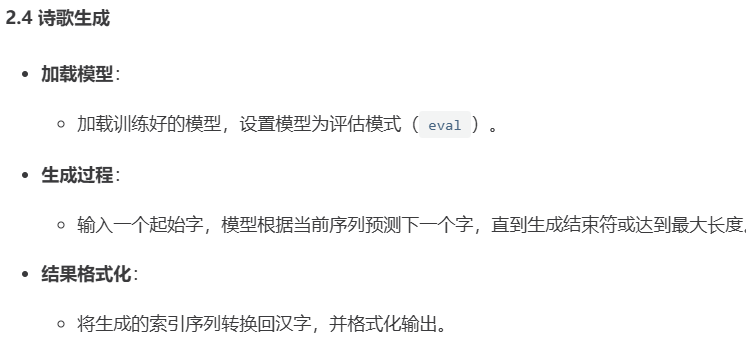 2.4 诗歌生成
加载模型：
加载训练好的模型，设置模型为评估模式（eval）。
生成过程：
输入一个起始字，模型根据当前序列预测下一个字，直到生成结束符或达到最大长度。
结果格式化：
将生成的索引序列转换回汉字，并格式化输出。